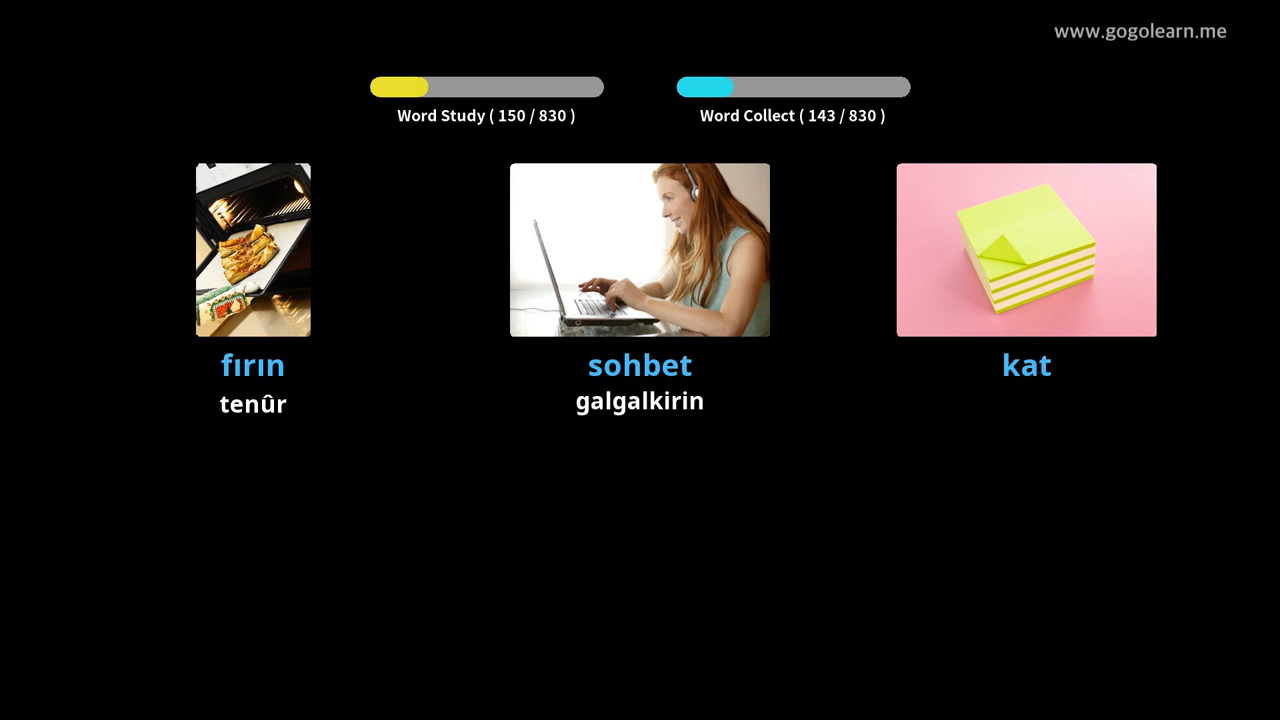 www.gogolearn.me
Word Study ( 150 / 830 )
Word Collect ( 143 / 830 )
fırın
tenûr
sohbet
galgalkirin
kat